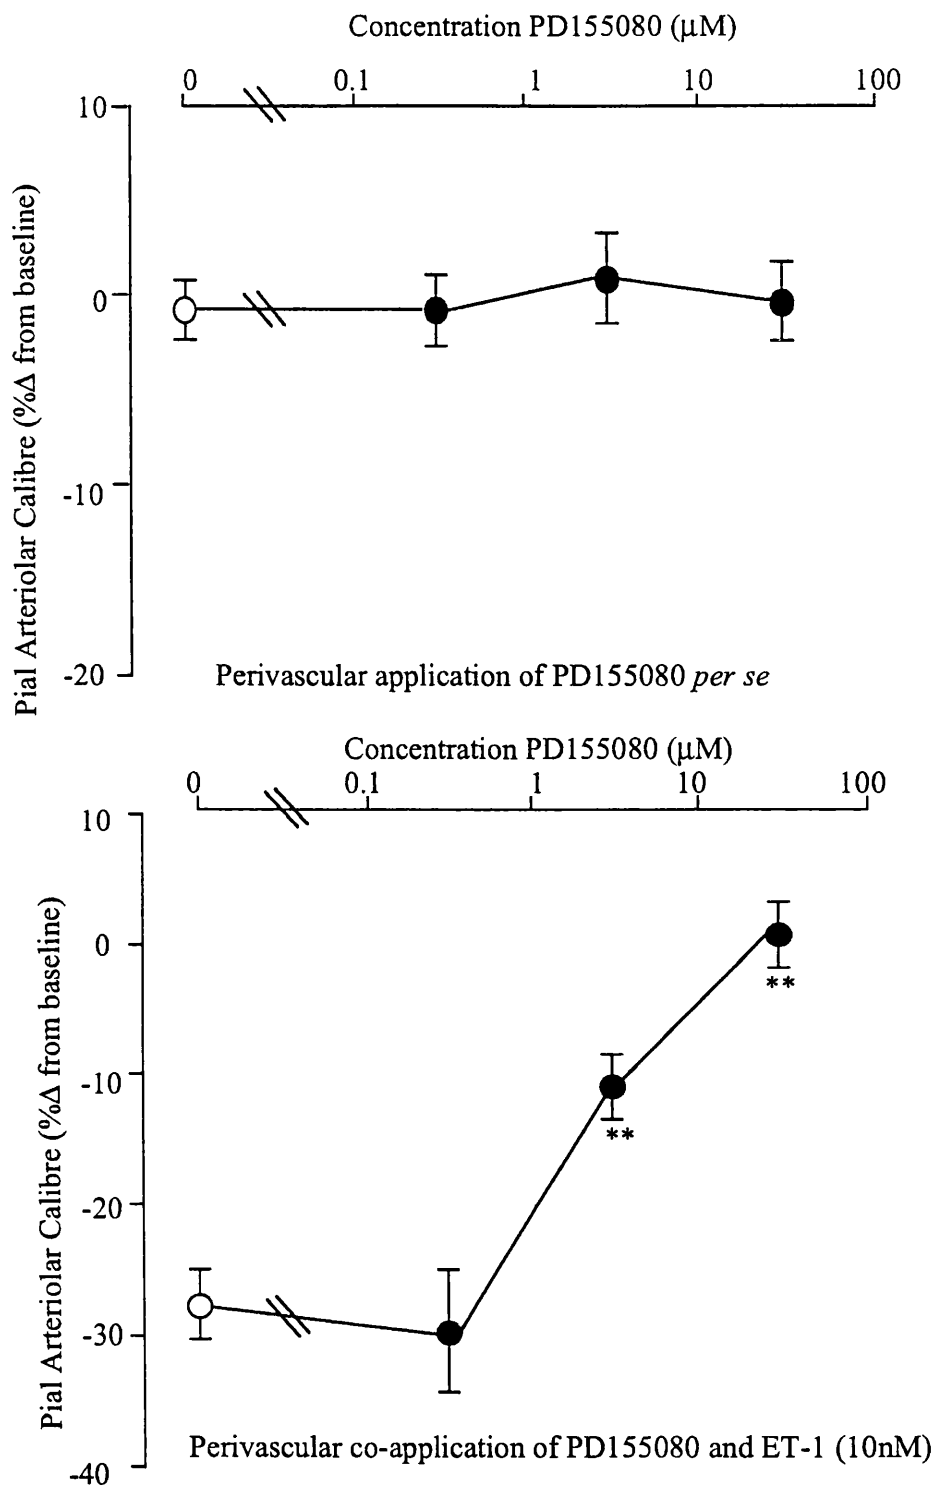 Concentration PD155080 (μM)
0 0.1 1 10 100
10
0
-10
-20
Pial Arteriolar Calibre (%Δ from baseline)
Perivascular application of PD155080 per se
Concentration PD155080 (μM)
0 0.1 1 10 100
10
0
-10
-20
-30
-40
Pial Arteriolar Calibre (%Δ from baseline)
**
**
Perivascular co-application of PD155080 and ET-1 (10nM)